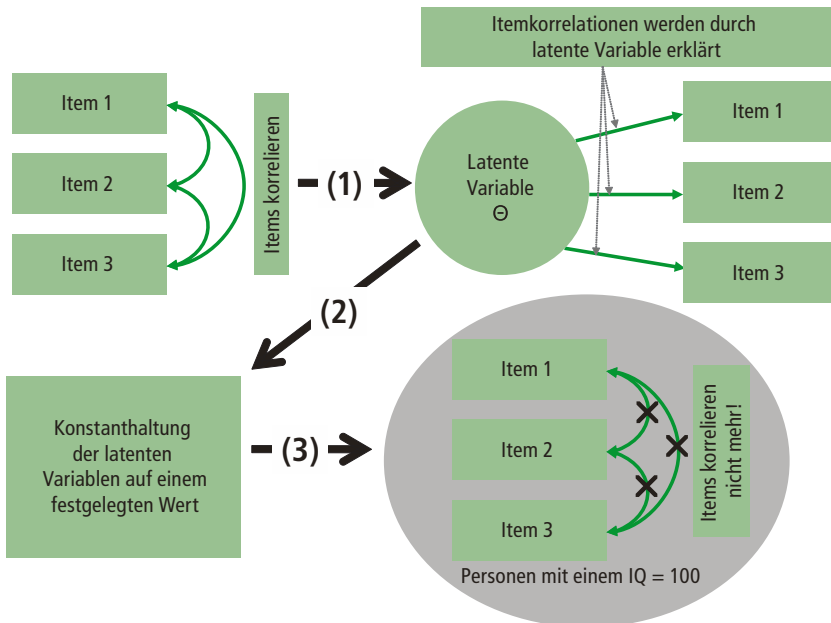 Itemkorrelationen werden durch
latente Variable erklärt
Item 1
Item 2
Item 3
Items korrelieren
(1)
Latente
Variable
Θ
Item 1
Item 2
Item 3
(2)
Konstanthaltung
der latenten
Variablen auf einem
festgelegten Wert
(3)
Item 1
Item 2
Item 3
Items korrelieren
nicht mehr!
Personen mit einem IQ = 100